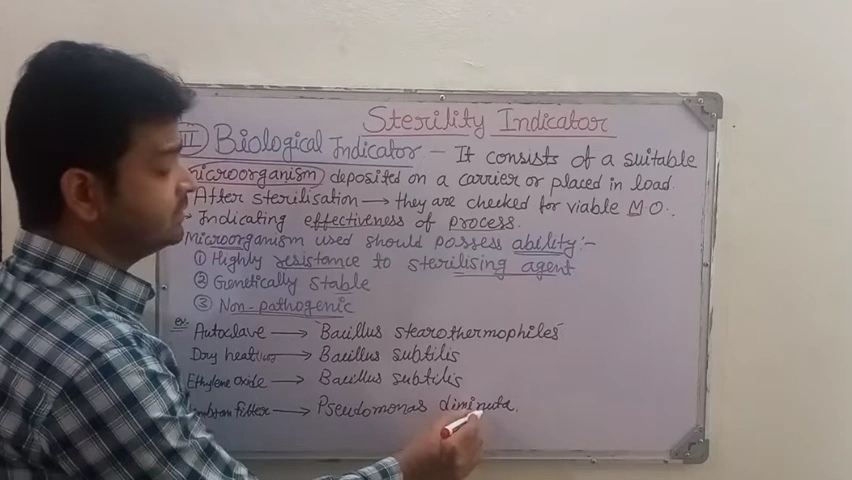 Sterility Indicator
III Biological Indicator - It consists of a suitable
microorganism deposited on a carrier or placed in load.
- After sterilisation → they are checked for viable M.O..
- Indicating effectiveness of process.
Microorganism used should possess ability:-
① Highly resistance to sterilising agent
② Genetically stable
③ Non-pathogenic
ex: Autoclave → Bacillus stearothermophiles
Dry heat → Bacillus subtilis
Ethylene oxide → Bacillus subtilis
filter → Pseudomonas diminuta.